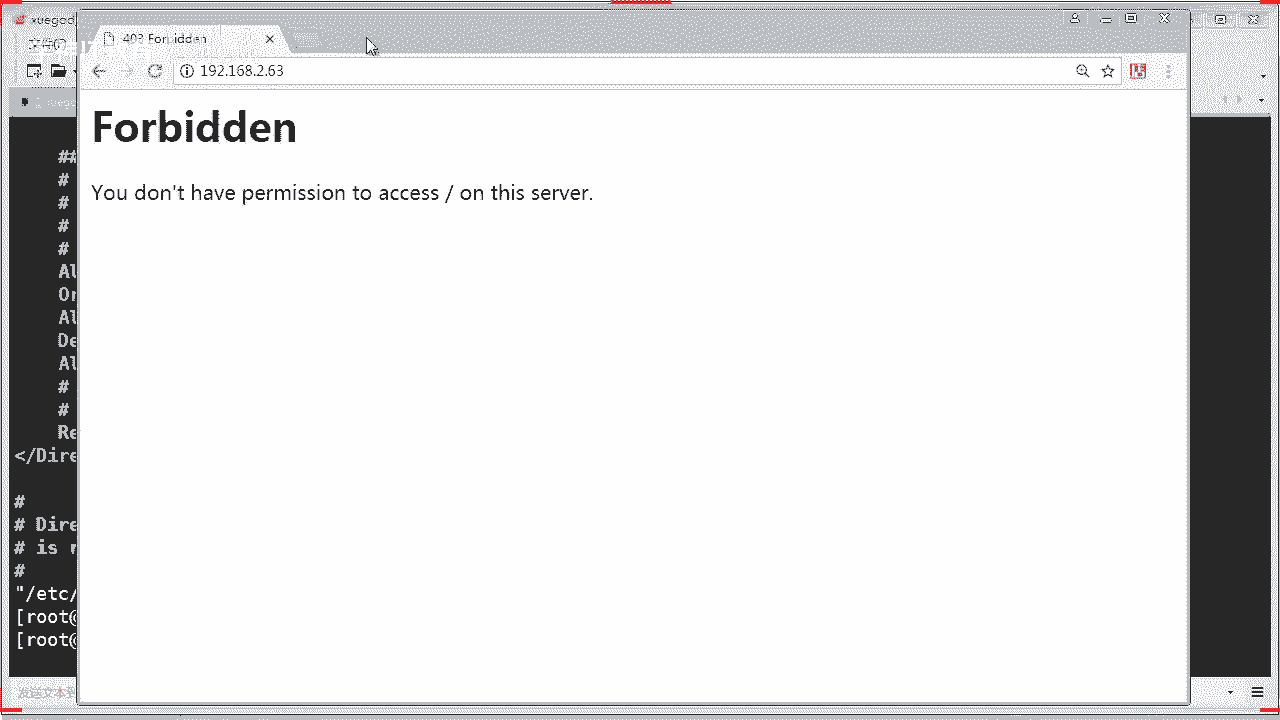 xuegod
403 Forbidden
192.168.2.63
Forbidden
You don't have permission to access / on this server.
##
#
#
#
#
Al
Or
Al
De
Al
#
#
Re
</Dire
#
# Dire
# is
#
"/etc/
[root@
[root@